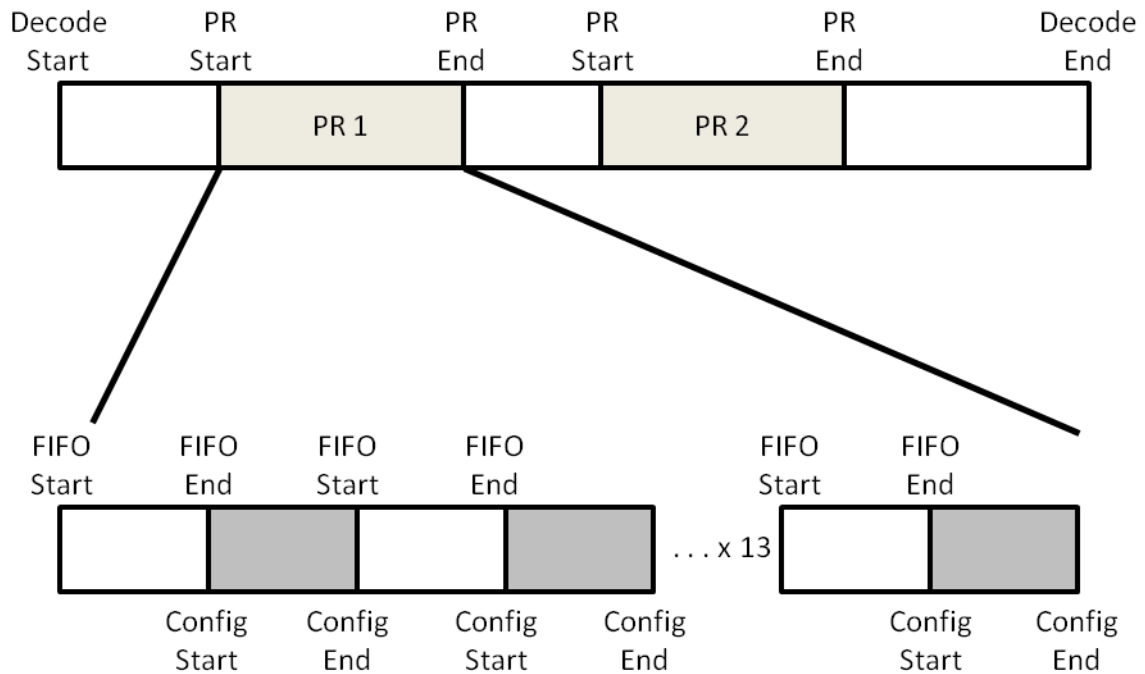 Decode PR PR PR PR Decode
Start Start End Start End End
PR 1 PR 2
FIFO FIFO FIFO FIFO FIFO FIFO
Start End Start End Start End
. . . x 13
Config Config Config Config Config Config
Start End Start End Start End